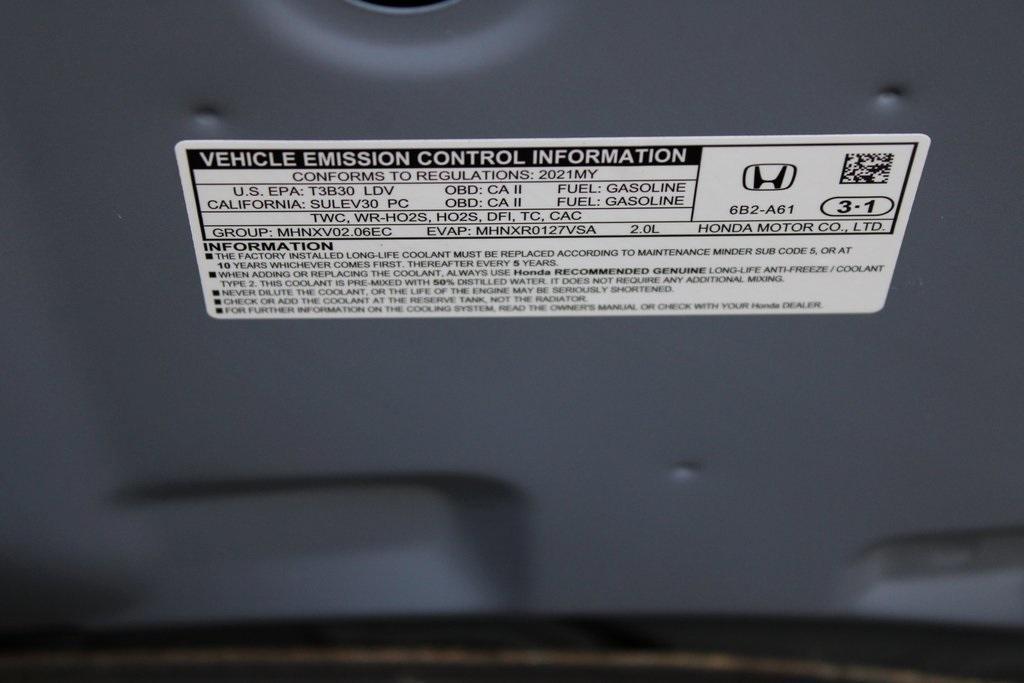 VEHICLE EMISSION CONTROL INFORMATION
CONFORMS TO REGULATIONS: 2021MY
U.S. EPA: T3B30 LDV OBD: CA II FUEL: GASOLINE
CALIFORNIA: SULEV30 PC OBD: CA II FUEL: GASOLINE
TWC, WR-HO2S, HO2S, DFI, TC, CAC
GROUP: MHNXV02.06EC EVAP: MHNXR0127VSA 2.0L
6B2-A61 3·1
HONDA MOTOR CO., LTD.
INFORMATION
■ THE FACTORY INSTALLED LONG-LIFE COOLANT MUST BE REPLACED ACCORDING TO MAINTENANCE MINDER SUB CODE 5, OR AT
10 YEARS WHICHEVER COMES FIRST. THEREAFTER EVERY 5 YEARS.
■ WHEN ADDING OR REPLACING THE COOLANT, ALWAYS USE Honda RECOMMENDED GENUINE LONG-LIFE ANTI-FREEZE / COOLANT
TYPE 2. THIS COOLANT IS PRE-MIXED WITH 50% DISTILLED WATER. IT DOES NOT REQUIRE ANY ADDITIONAL MIXING.
■ NEVER DILUTE THE COOLANT, OR THE LIFE OF THE ENGINE MAY BE SERIOUSLY SHORTENED.
■ CHECK OR ADD THE COOLANT AT THE RESERVE TANK, NOT THE RADIATOR.
■ FOR FURTHER INFORMATION ON THE COOLING SYSTEM, READ THE OWNER'S MANUAL OR CHECK WITH YOUR Honda DEALER.